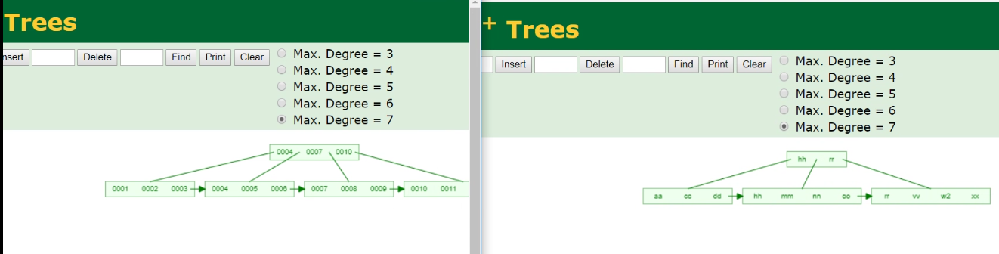 Trees
nsert Delete Find Print Clear
Max. Degree = 3
Max. Degree = 4
Max. Degree = 5
Max. Degree = 6
Max. Degree = 7
0004 0007 0010
0001 0002 0003 0004 0005 0006 0007 0008 0009 0010 0011
+ Trees
Insert Delete Find Print Clear
Max. Degree = 3
Max. Degree = 4
Max. Degree = 5
Max. Degree = 6
Max. Degree = 7
hh rr
aa cc dd hh mm nn oo rr vv w2 xx